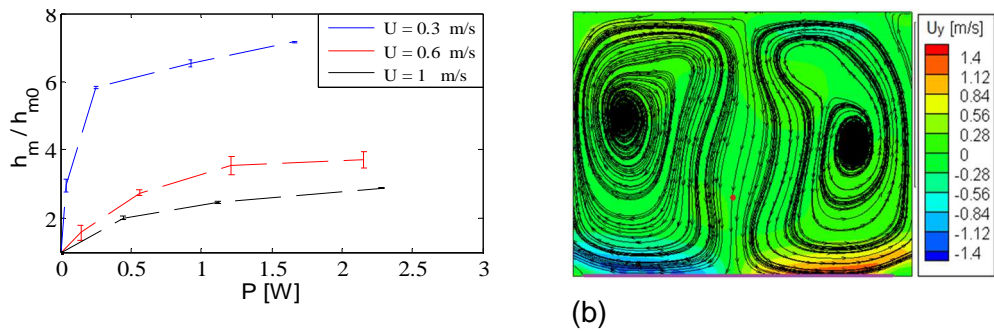 h_m / h_m0
8
6
4
2
0 0.5 1 1.5 2 2.5 3
P [W]
U = 0.3 m/s
U = 0.6 m/s
U = 1 m/s
U_y [m/s]
1.4
1.12
0.84
0.56
0.28
0
-0.28
-0.56
-0.84
-1.12
-1.4
(b)